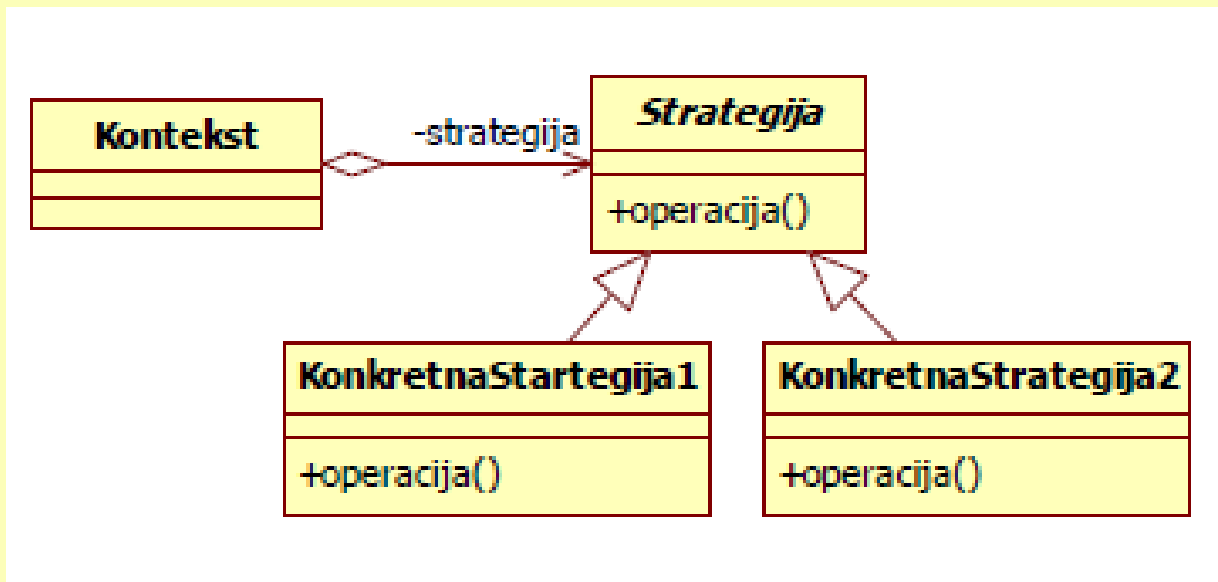 Kontekst
-strategija
Strategija
+operacija()
KonkretnaStartegija1
+operacija()
KonkretnaStrategija2
+operacija()